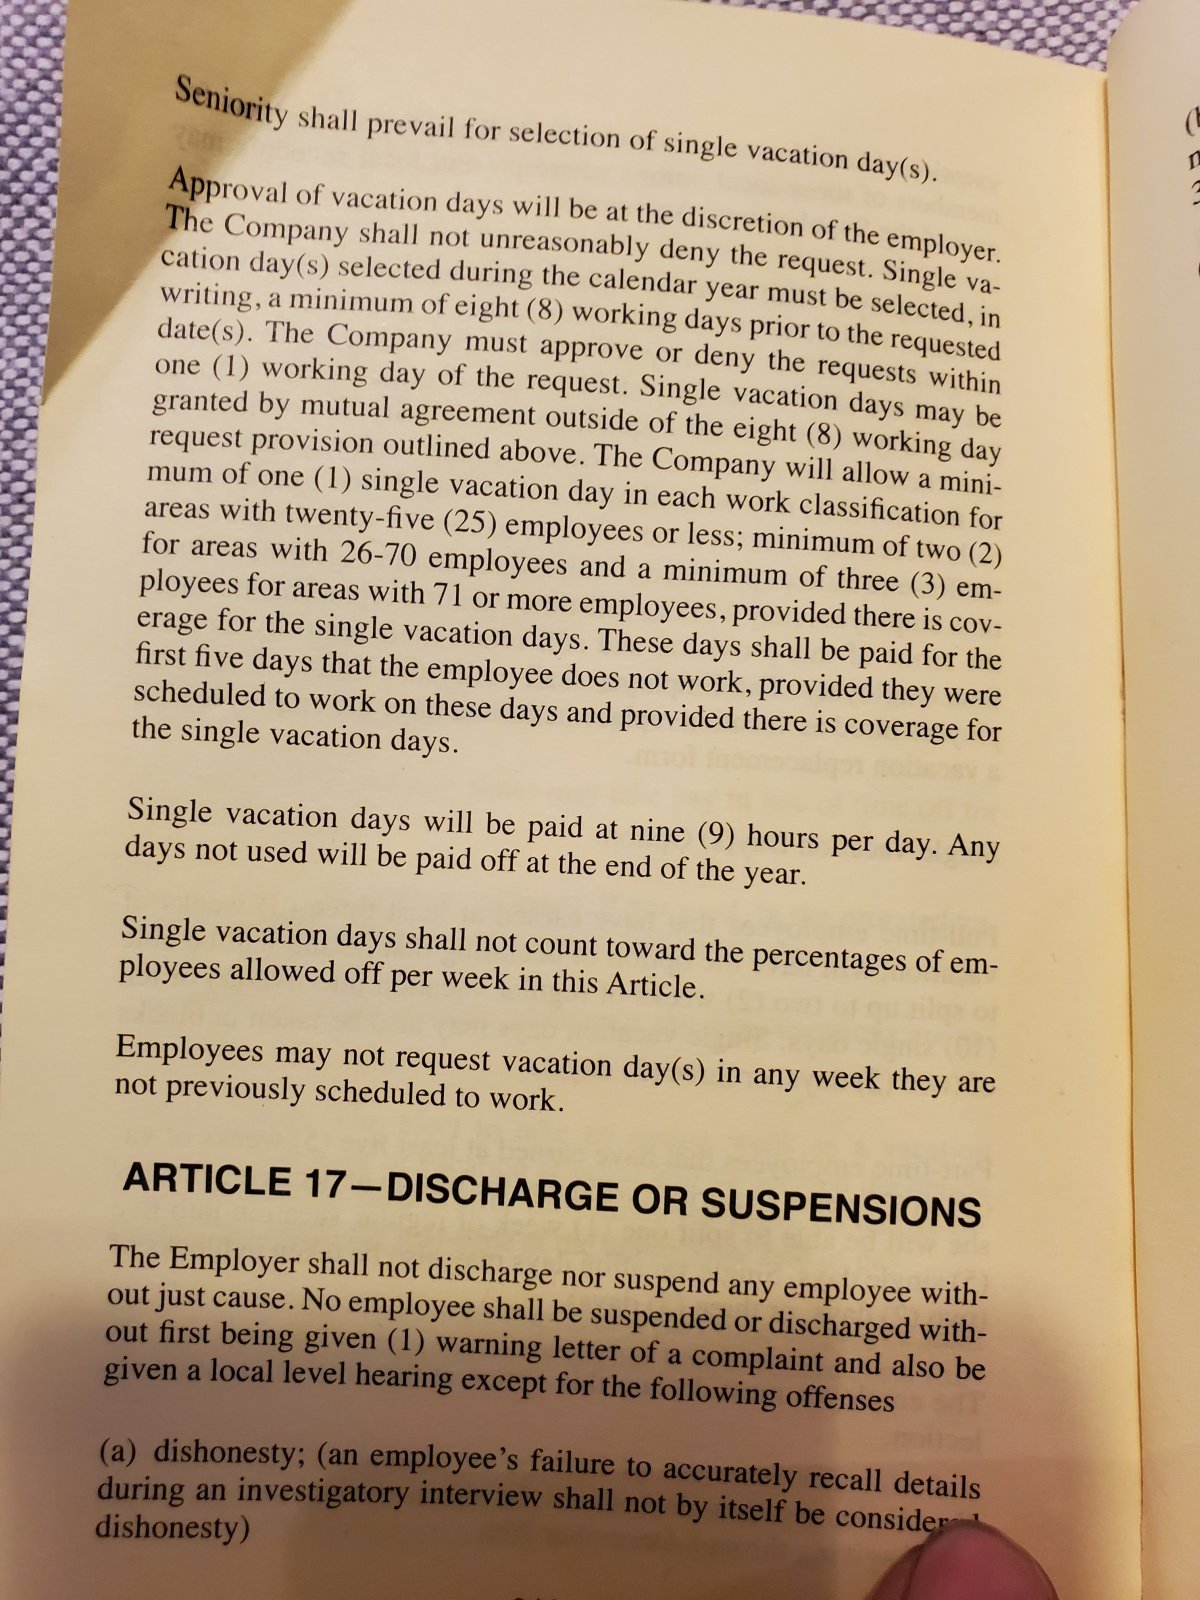 Seniority shall prevail for selection of single vacation day(s).
Approval of vacation days will be at the discretion of the employer.
The Company shall not unreasonably deny the request. Single va-
cation day(s) selected during the calendar year must be selected, in
writing, a minimum of eight (8) working days prior to the requested
date(s). The Company must approve or deny the requests within
one (1) working day of the request. Single vacation days may be
granted by mutual agreement outside of the eight (8) working day
request provision outlined above. The Company will allow a mini-
mum of one (1) single vacation day in each work classification for
areas with twenty-five (25) employees or less; minimum of two (2)
for areas with 26-70 employees and a minimum of three (3) em-
ployees for areas with 71 or more employees, provided there is cov-
erage for the single vacation days. These days shall be paid for the
first five days that the employee does not work, provided they were
scheduled to work on these days and provided there is coverage for
the single vacation days.
Single vacation days will be paid at nine (9) hours per day. Any
days not used will be paid off at the end of the year.
Single vacation days shall not count toward the percentages of em-
ployees allowed off per week in this Article.
Employees may not request vacation day(s) in any week they are
not previously scheduled to work.
ARTICLE 17—DISCHARGE OR SUSPENSIONS
The Employer shall not discharge nor suspend any employee with-
out just cause. No employee shall be suspended or discharged with-
out first being given (1) warning letter of a complaint and also be
given a local level hearing except for the following offenses
(a) dishonesty; (an employee's failure to accurately recall details
during an investigatory interview shall not by itself be considered
dishonesty)